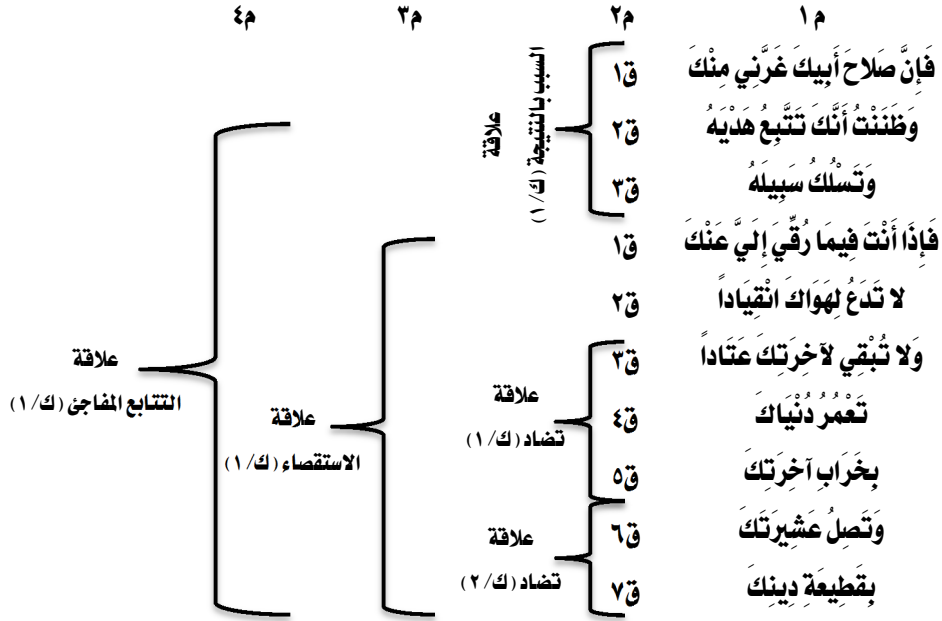 م١ م٢ م٣ م٤
فَإِنَّ صَلاحَ أَبِيكَ غَرَّنِي مِنْكَ ق١
وَظَنَنْتُ أَنَّكَ تَتَّبِعُ هَدْيَهُ ق٢
وَتَسْلُكُ سَبِيلَهُ ق٣
علاقة
السبب بالنتيجة (ك/١)
فَإِذَا أَنْتَ فِيمَا رُقِّيَ إِلَيَّ عَنْكَ ق١
لا تَدَعُ لِهَوَاكَ انْقِيَاداً ق٢
وَلا تُبْقِي لآخِرَتِكَ عَتَاداً ق٣
تَعْمُرُ دُنْيَاكَ ق٤
بِخَرَابِ آخِرَتِكَ ق٥
علاقة
تضاد (ك/١)
وَتَصِلُ عَشِيرَتَكَ ق٦
بِقَطِيعَةِ دِينِكَ ق٧
علاقة
تضاد (ك/٢)
علاقة
الاستقصاء (ك/١)
علاقة
التتابع المفاجئ (ك/١)